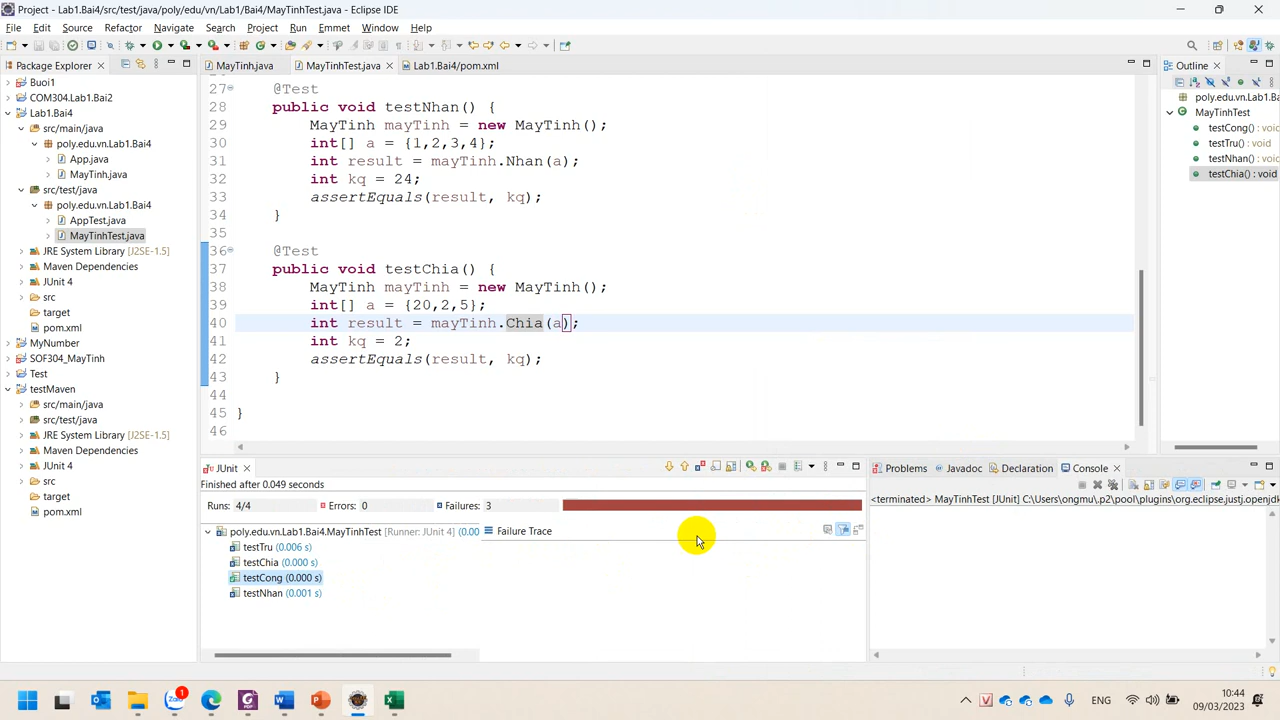 Project - Lab1.Bai4/src/test/java/poly/edu/vn/Lab1/Bai4/MayTinhTest.java - Eclipse IDE
File Edit Source Refactor Navigate Search Project Run Emmet Window Help
Package Explorer
Buoi1
COM304.Lab1.Bai2
Lab1.Bai4
src/main/java
poly.edu.vn.Lab1.Bai4
App.java
MayTinh.java
src/test/java
poly.edu.vn.Lab1.Bai4
AppTest.java
MayTinhTest.java
JRE System Library [J2SE-1.5]
Maven Dependencies
JUnit 4
src
target
pom.xml
MyNumber
SOF304_MayTinh
Test
testMaven
src/main/java
src/test/java
JRE System Library [J2SE-1.5]
Maven Dependencies
JUnit 4
src
target
pom.xml
MayTinh.java MayTinhTest.java Lab1.Bai4/pom.xml
27 @Test
28 public void testNhan() {
29 MayTinh mayTinh = new MayTinh();
30 int[] a = {1,2,3,4};
31 int result = mayTinh.Nhan(a);
32 int kq = 24;
33 assertEquals(result, kq);
34 }
35
36 @Test
37 public void testChia() {
38 MayTinh mayTinh = new MayTinh();
39 int[] a = {20,2,5};
40 int result = mayTinh.Chia(a);
41 int kq = 2;
42 assertEquals(result, kq);
43 }
44
45 }
46
Outline
poly.edu.vn.Lab1.B
MayTinhTest
testCong() : void
testTru() : void
testNhan() : void
testChia() : void
JUnit
Finished after 0.049 seconds
Runs: 4/4 Errors: 0 Failures: 3
poly.edu.vn.Lab1.Bai4.MayTinhTest [Runner: JUnit 4] (0.00
testTru (0.006 s)
testChia (0.000 s)
testCong (0.000 s)
testNhan (0.001 s)
Failure Trace
Problems Javadoc Declaration Console
<terminated> MayTinhTest [JUnit] C:\Users\ongmu\.p2\pool\plugins\org.eclipse.justj.openjdk
Zalo 1
ENG
10:44
09/03/2023